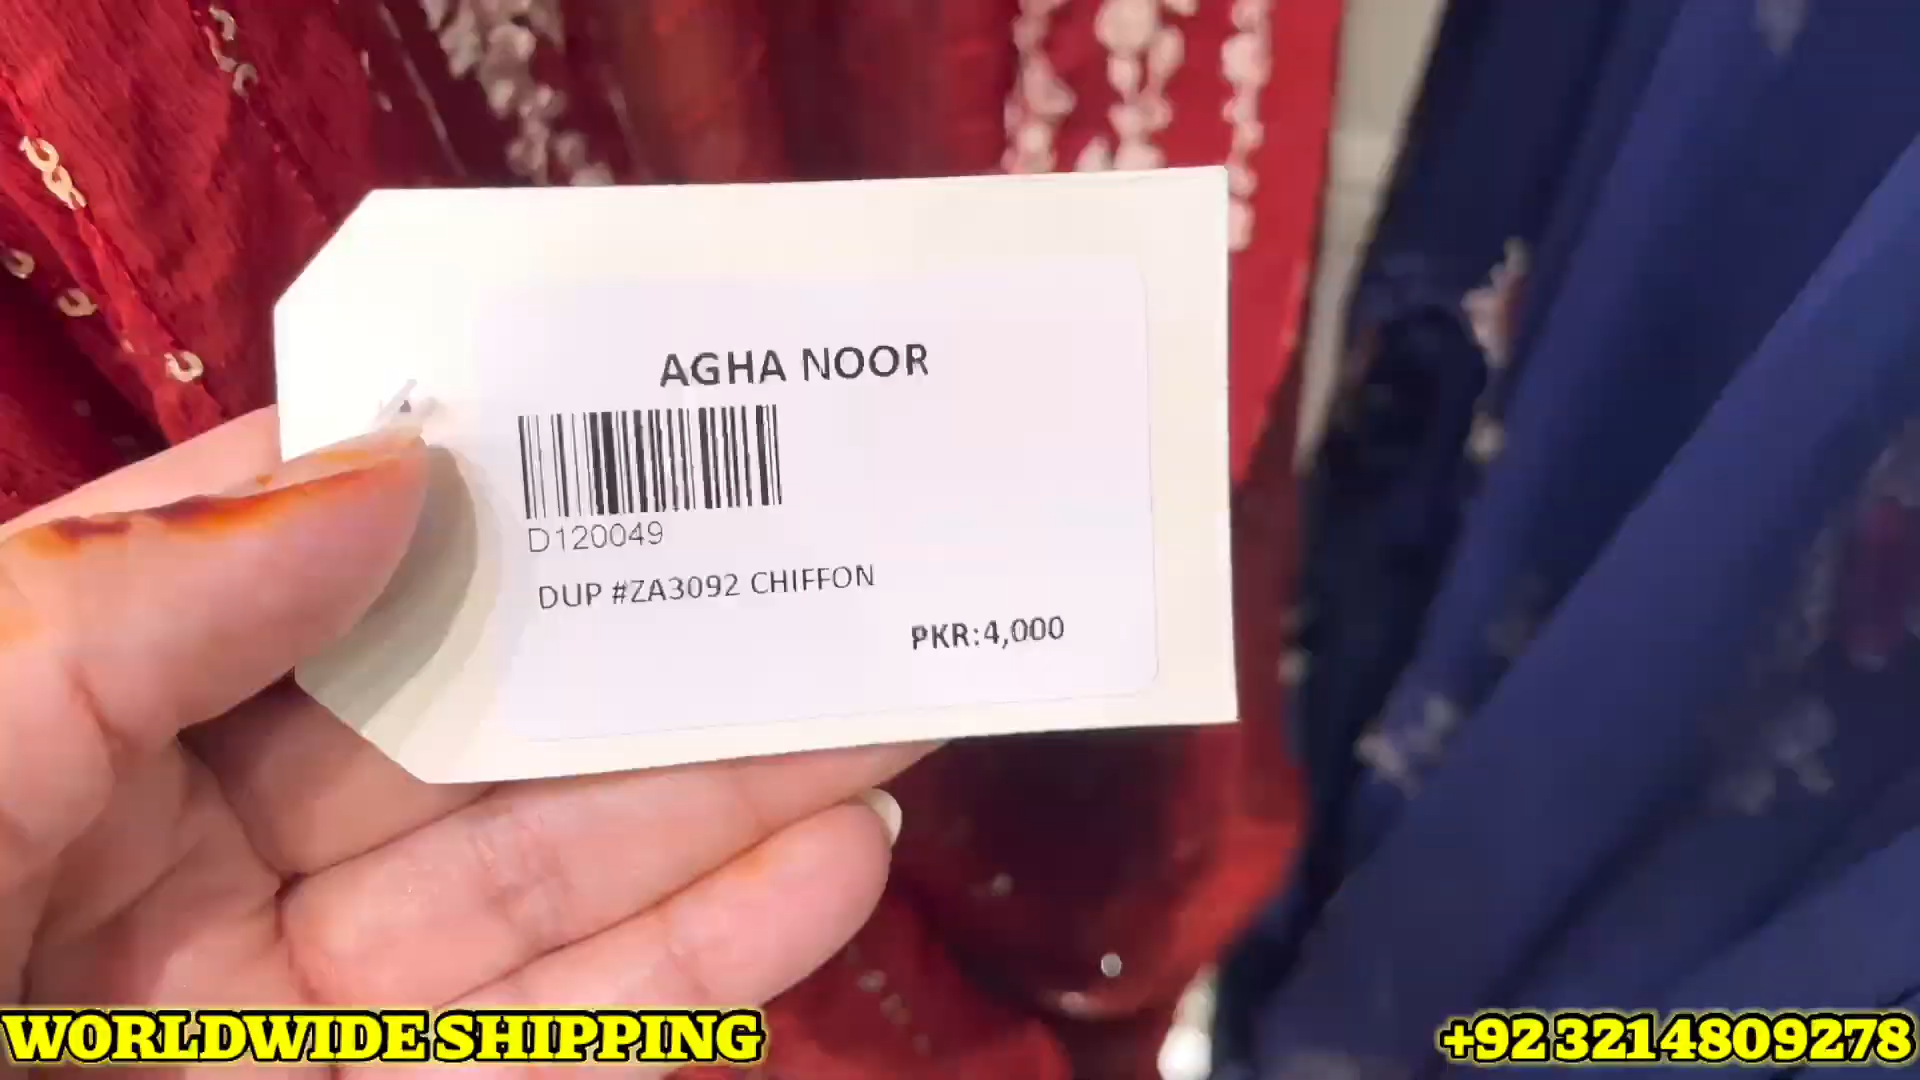 AGHA NOOR
D120049
DUP #ZA3092 CHIFFON
PKR:4,000
WORLDWIDE SHIPPING
+92 3214809278